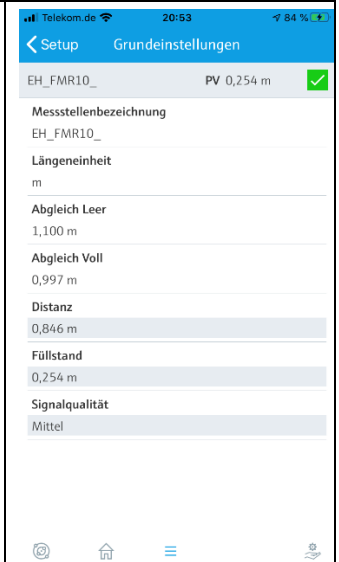 Telekom.de 20:53 84 %
Setup Grundeinstellungen
EH_FMR10_ PV 0,254 m
Messstellenbezeichnung
EH_FMR10_
Längeneinheit
m
Abgleich Leer
1,100 m
Abgleich Voll
0,997 m
Distanz
0,846 m
Füllstand
0,254 m
Signalqualität
Mittel